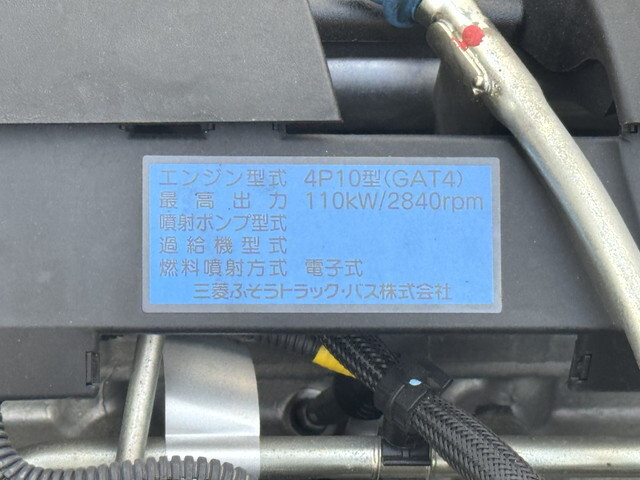 エンジン型式 4P10型(GAT4)
最高出力 110kW/2840rpm
噴射ポンプ型式
過給機型式
燃料噴射方式 電子式
三菱ふそうトラック・バス株式会社